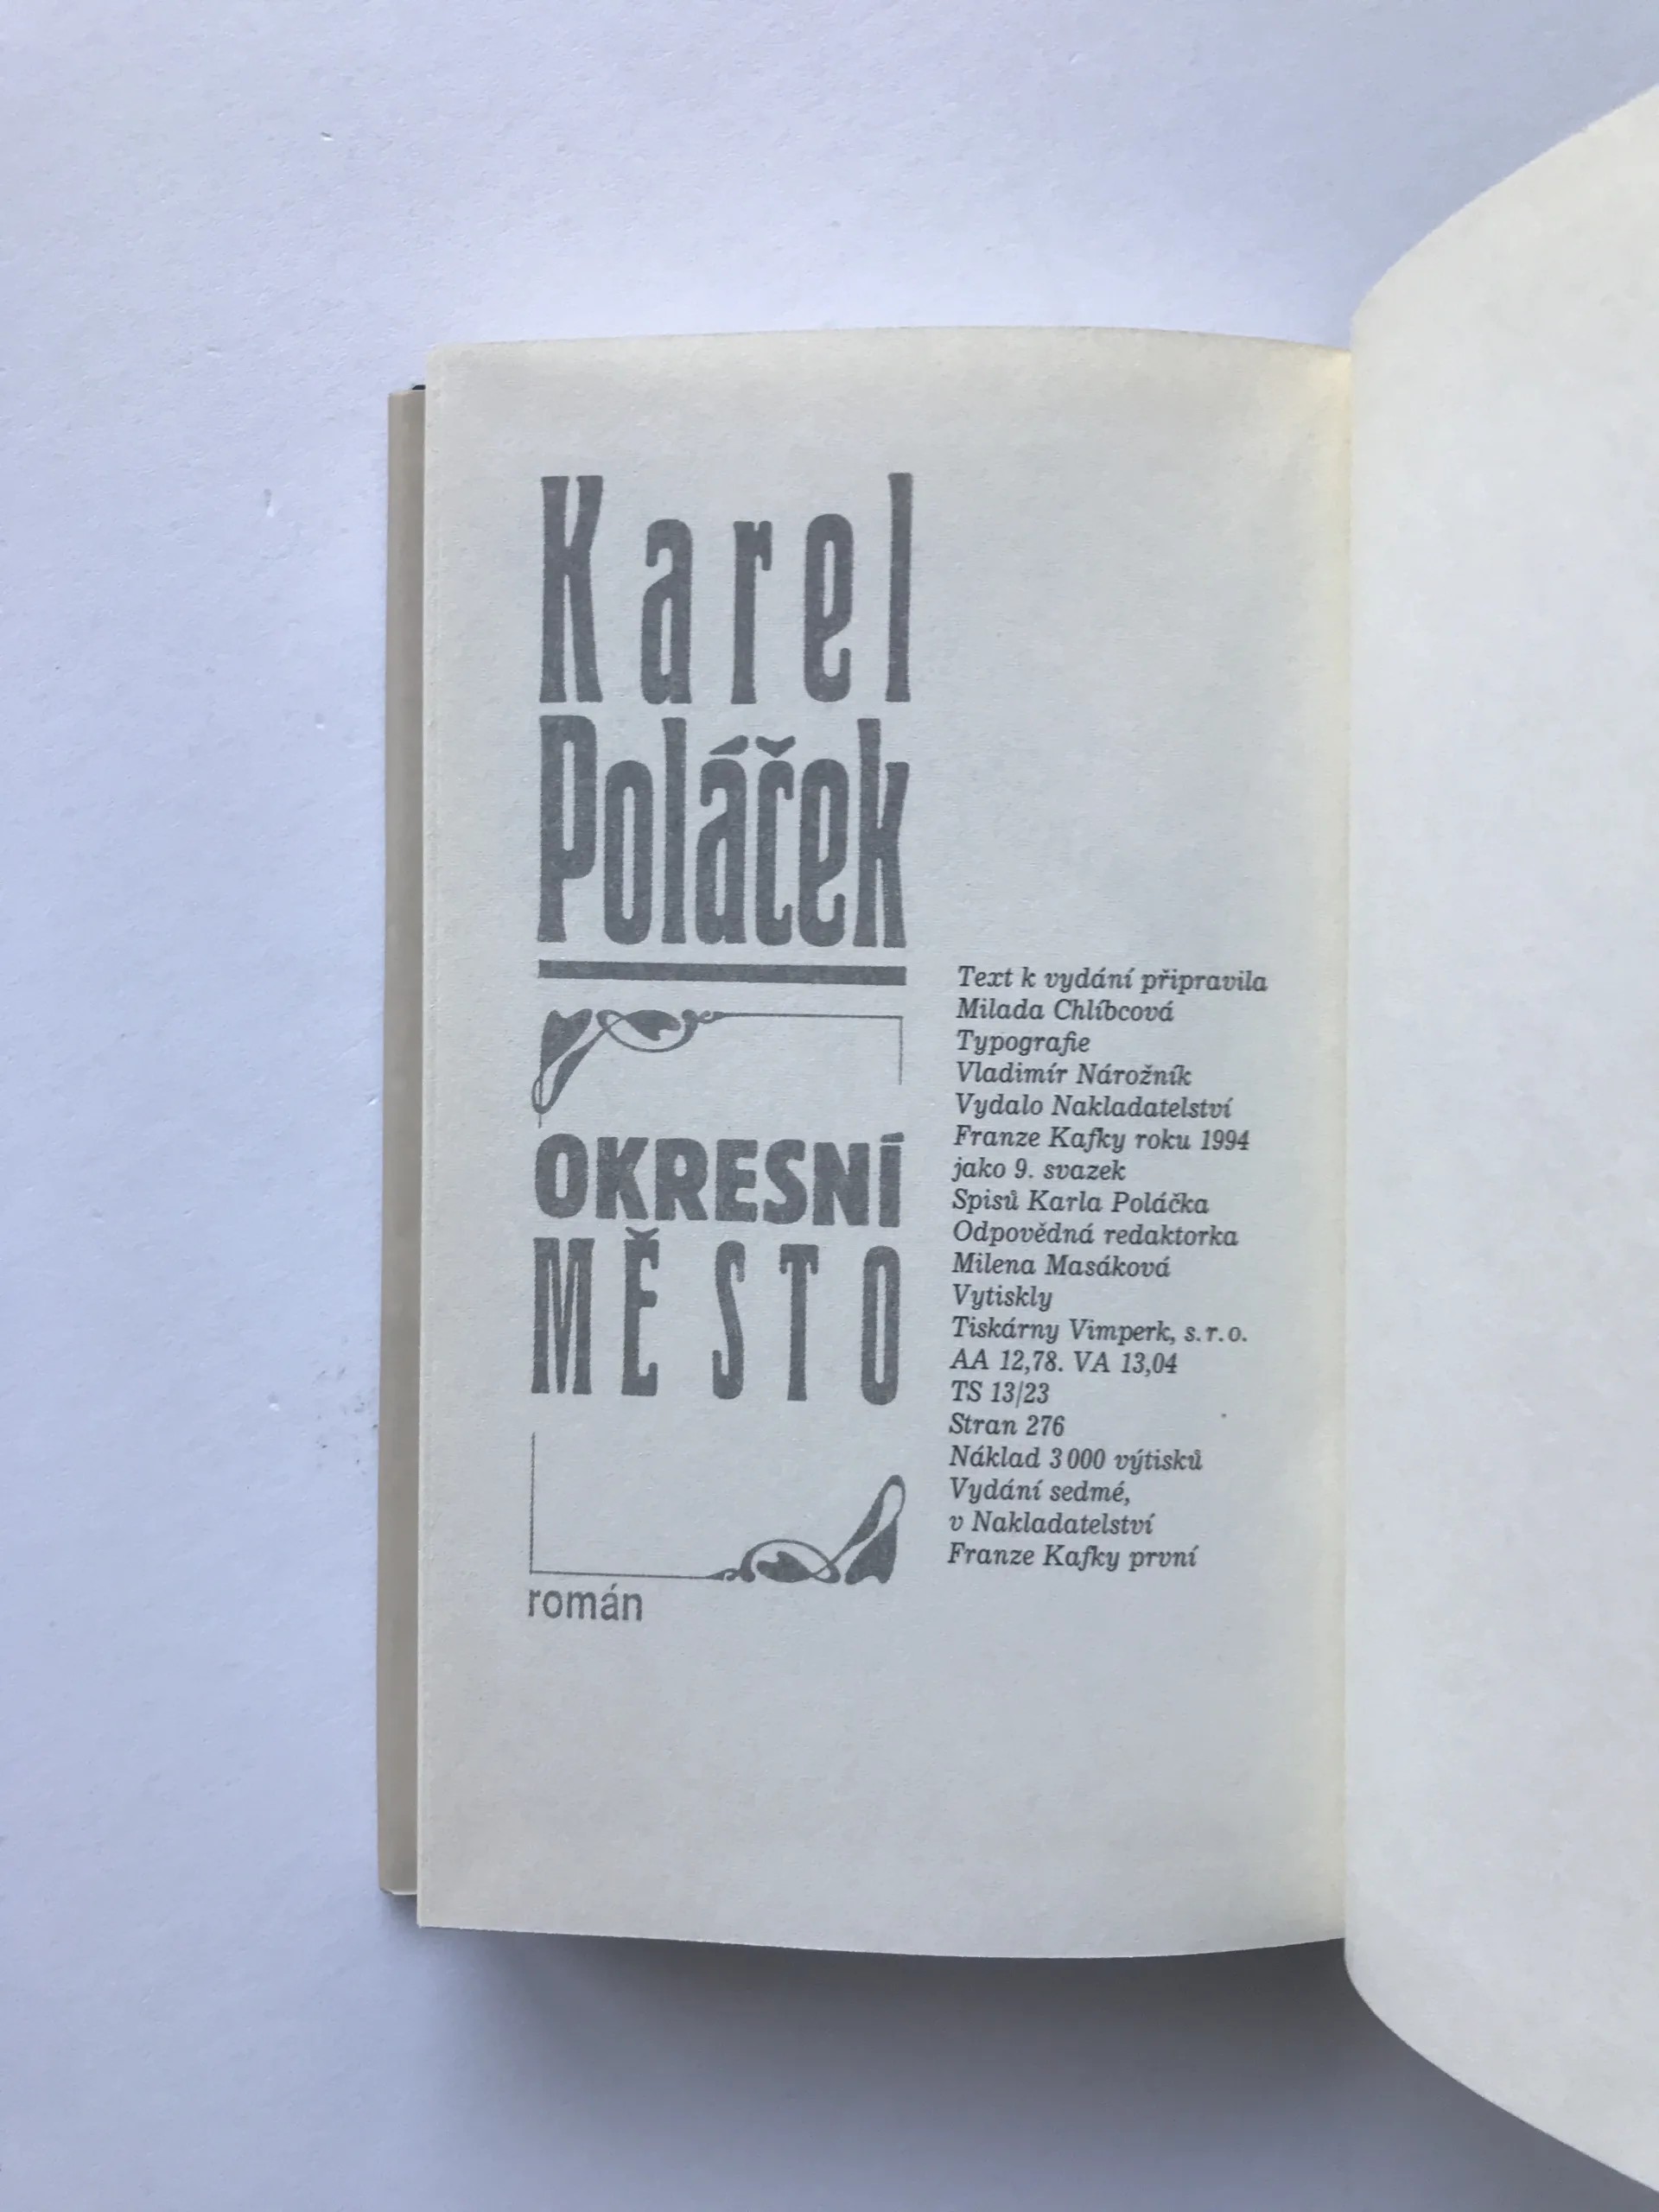 Karel
Poláček
OKRESNÍ
MĚSTO
román
Text k vydání připravila
Milada Chlíbcová
Typografie
Vladimír Nárožník
Vydalo Nakladatelství
Franze Kafky roku 1994
jako 9. svazek
Spisů Karla Poláčka
Odpovědná redaktorka
Milena Masáková
Vytiskly
Tiskárny Vimperk, s.r.o.
AA 12,78. VA 13,04
TS 13/23
Stran 276
Náklad 3 000 výtisků
Vydání sedmé,
v Nakladatelství
Franze Kafky první